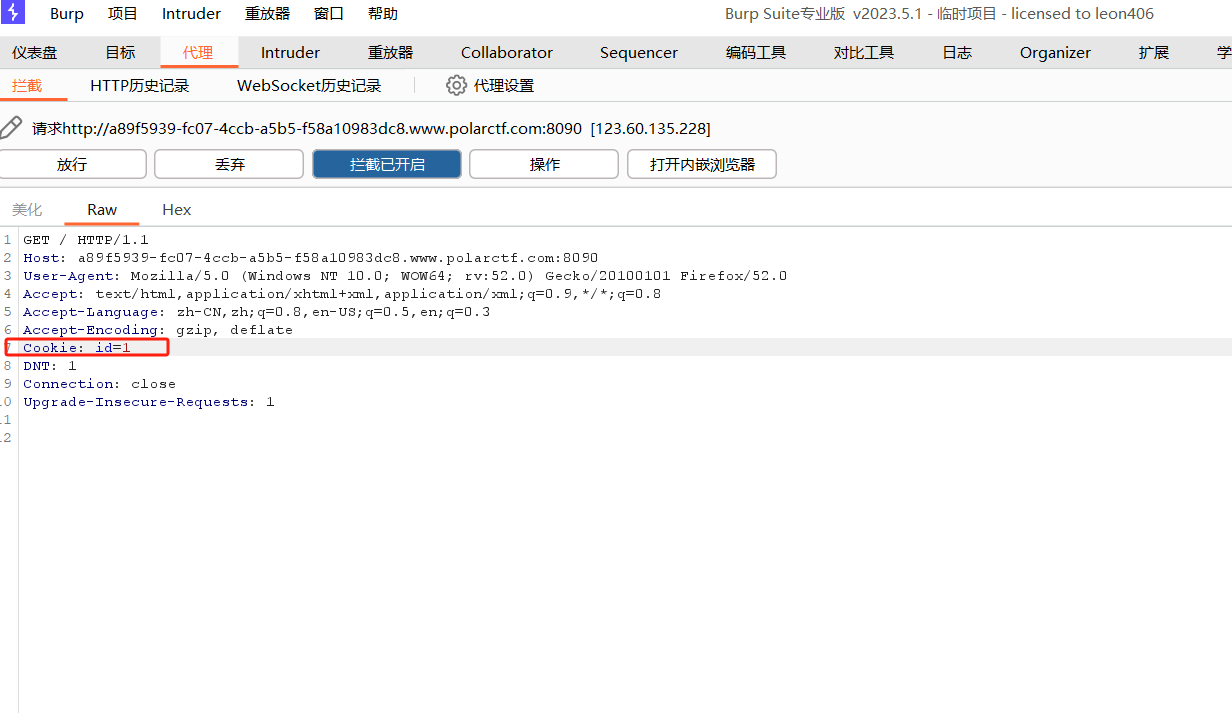 Burp 项目 Intruder 重放器 窗口 帮助 Burp Suite专业版 v2023.5.1 - 临时项目 - licensed to leon406
仪表盘 目标 代理 Intruder 重放器 Collaborator Sequencer 编码工具 对比工具 日志 Organizer 扩展 学
拦截 HTTP历史记录 WebSocket历史记录 代理设置
请求http://a89f5939-fc07-4ccb-a5b5-f58a10983dc8.www.polarctf.com:8090 [123.60.135.228]
放行 丢弃 拦截已开启 操作 打开内嵌浏览器
美化 Raw Hex
1 GET / HTTP/1.1
2 Host: a89f5939-fc07-4ccb-a5b5-f58a10983dc8.www.polarctf.com:8090
3 User-Agent: Mozilla/5.0 (Windows NT 10.0; WOW64; rv:52.0) Gecko/20100101 Firefox/52.0
4 Accept: text/html,application/xhtml+xml,application/xml;q=0.9,*/*;q=0.8
5 Accept-Language: zh-CN,zh;q=0.8,en-US;q=0.5,en;q=0.3
6 Accept-Encoding: gzip, deflate
7 Cookie: id=1
8 DNT: 1
9 Connection: close
.0 Upgrade-Insecure-Requests: 1
.1
.2